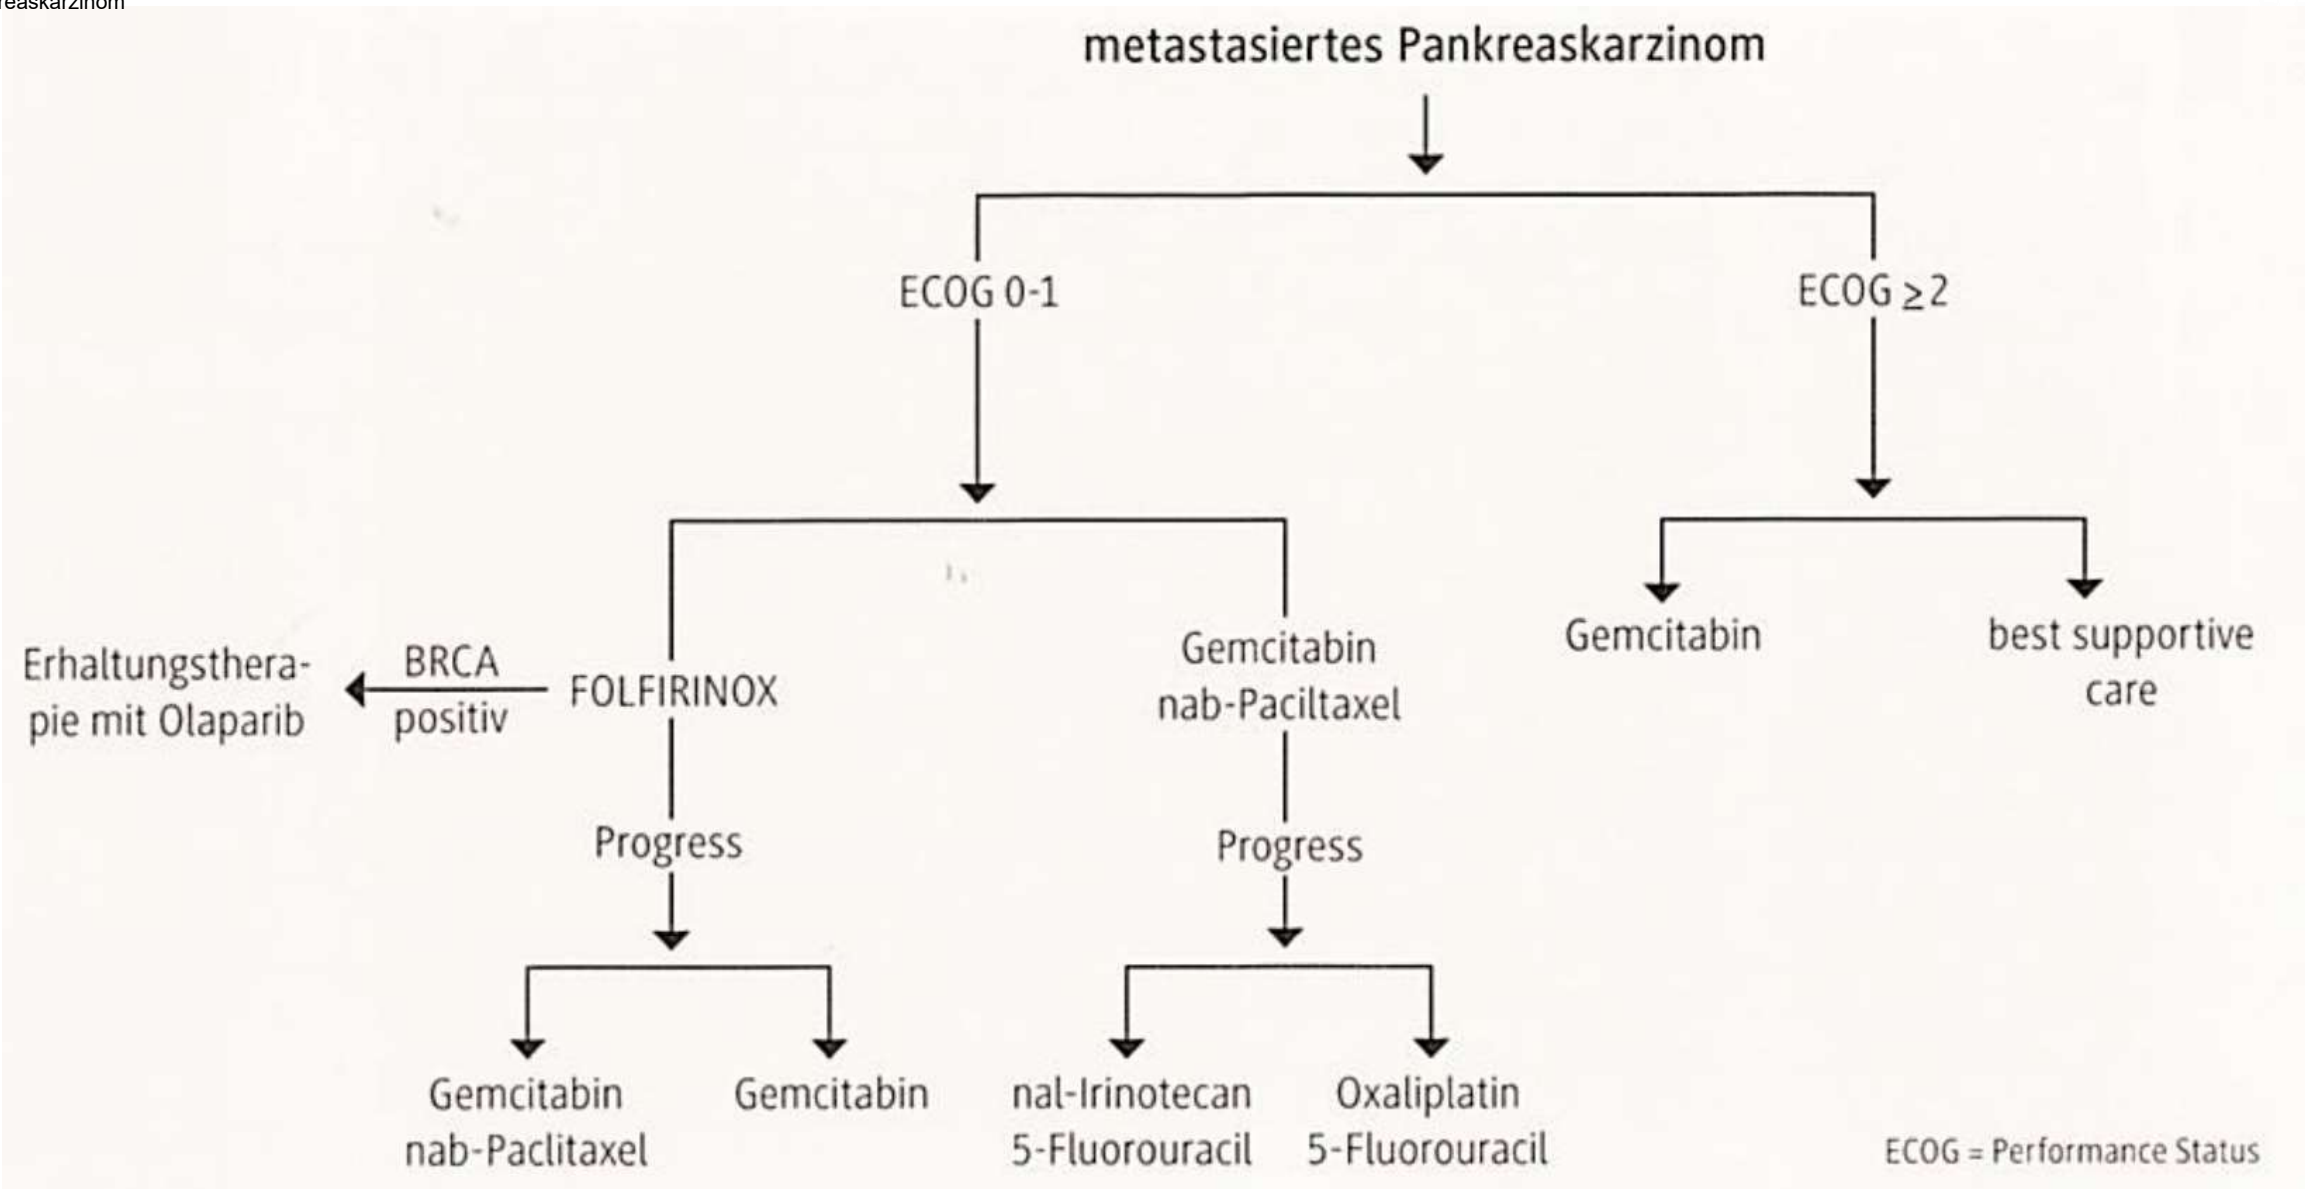 reaskarzinom
metastasiertes Pankreaskarzinom
ECOG 0-1
ECOG ≥2
Erhaltungsthera-
pie mit Olaparib
BRCA
positiv
FOLFIRINOX
Gemcitabin
nab-Paciltaxel
Gemcitabin
best supportive
care
Progress
Progress
Gemcitabin
nab-Paclitaxel
Gemcitabin
nal-Irinotecan
5-Fluorouracil
Oxaliplatin
5-Fluorouracil
ECOG = Performance Status